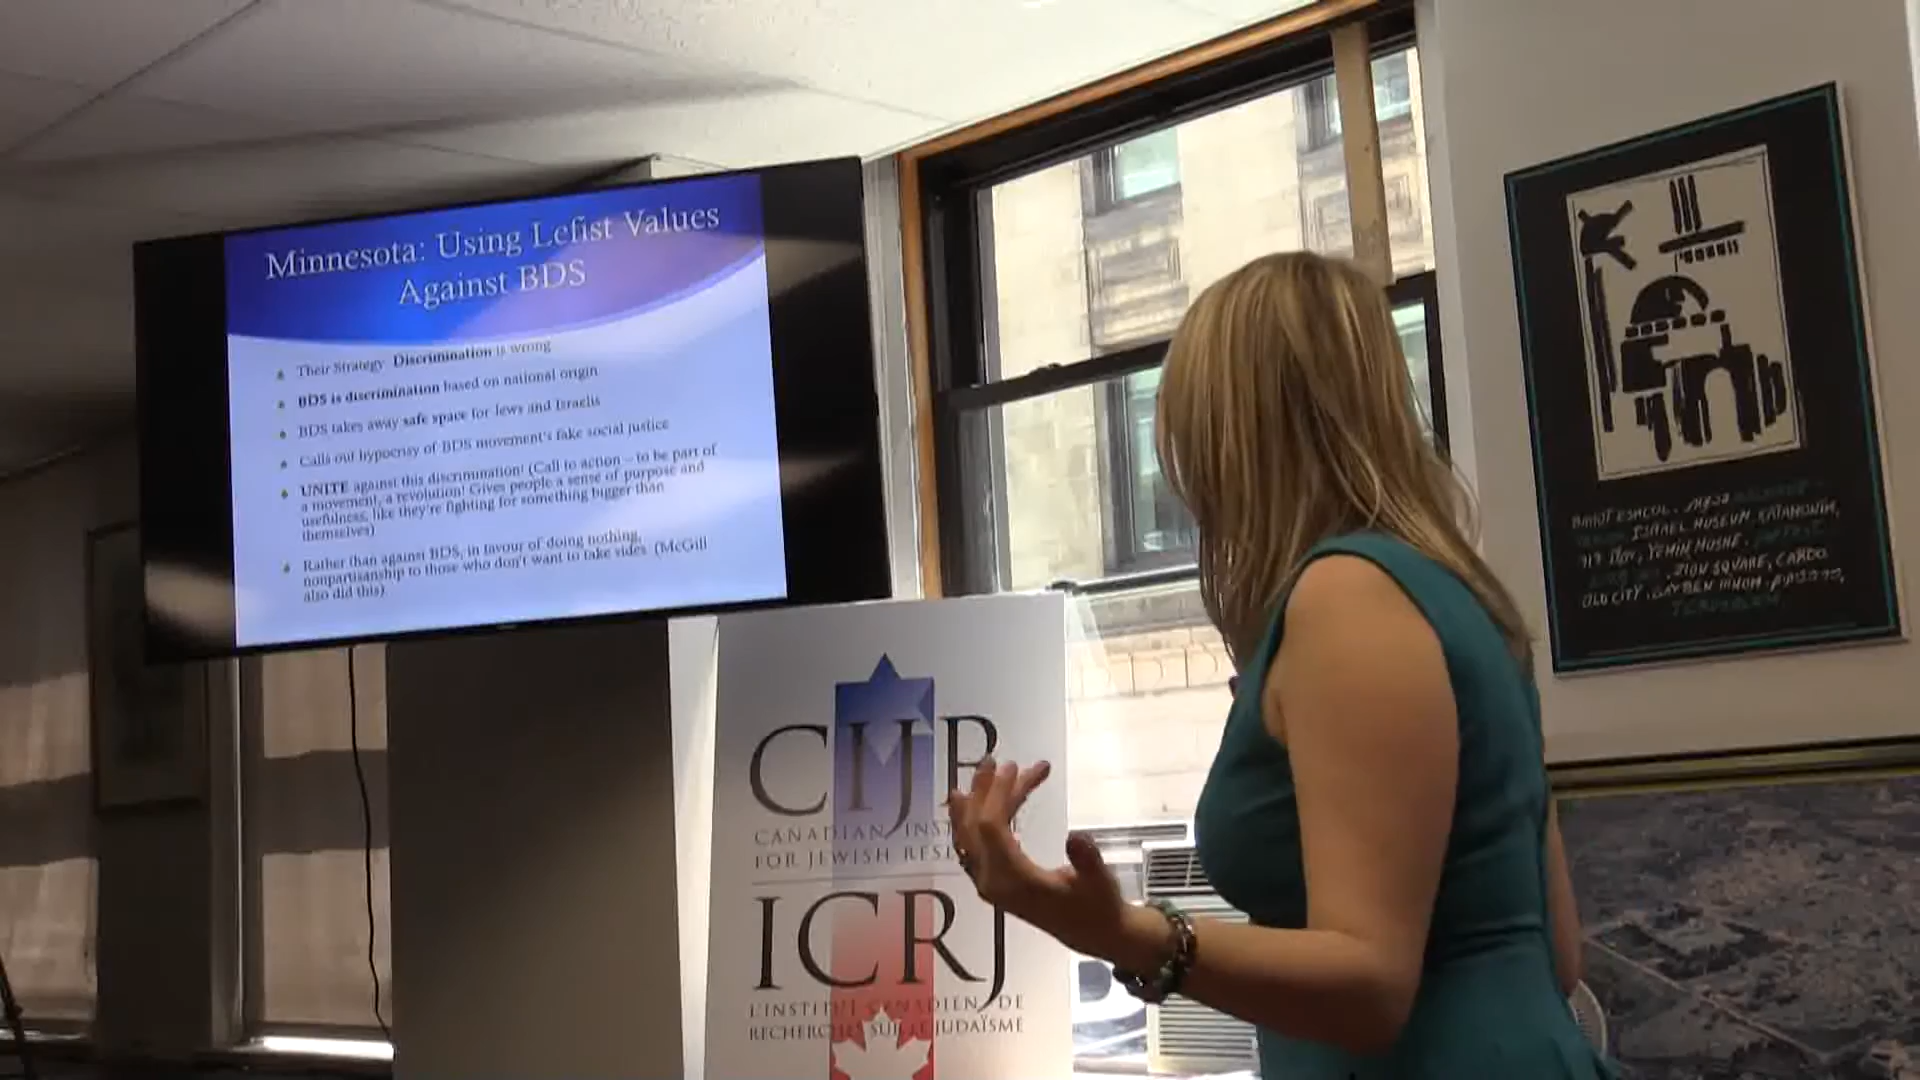 Minnesota: Using Lefist Values
Against BDS
Their Strategy Discrimination is wrong
BDS is discrimination based on national origin
BDS takes away safe space for Jews and Israelis
Calls out hypocrisy of BDS movement's fake social justice
UNITE against this discrimination! (Call to action – to be part of
a movement, a revolution! Gives people a sense of purpose and
usefulness, like they're fighting for something bigger than
themselves)
Rather than against BDS, in favour of doing nothing,
nonpartisanship to those who don't want to take sides (McGill
also did this)
CIJR
CANADIAN INST
FOR JEWISH RESE
ICRJ
L'INSTITUT CANADIEN DE
RECHERCHES SUR LE JUDAÏSME
ISRAEL MUSEUM, KATAMONIM,
YEMIN MOSHE
ZION SQUARE, CARDO
OLD CITY,